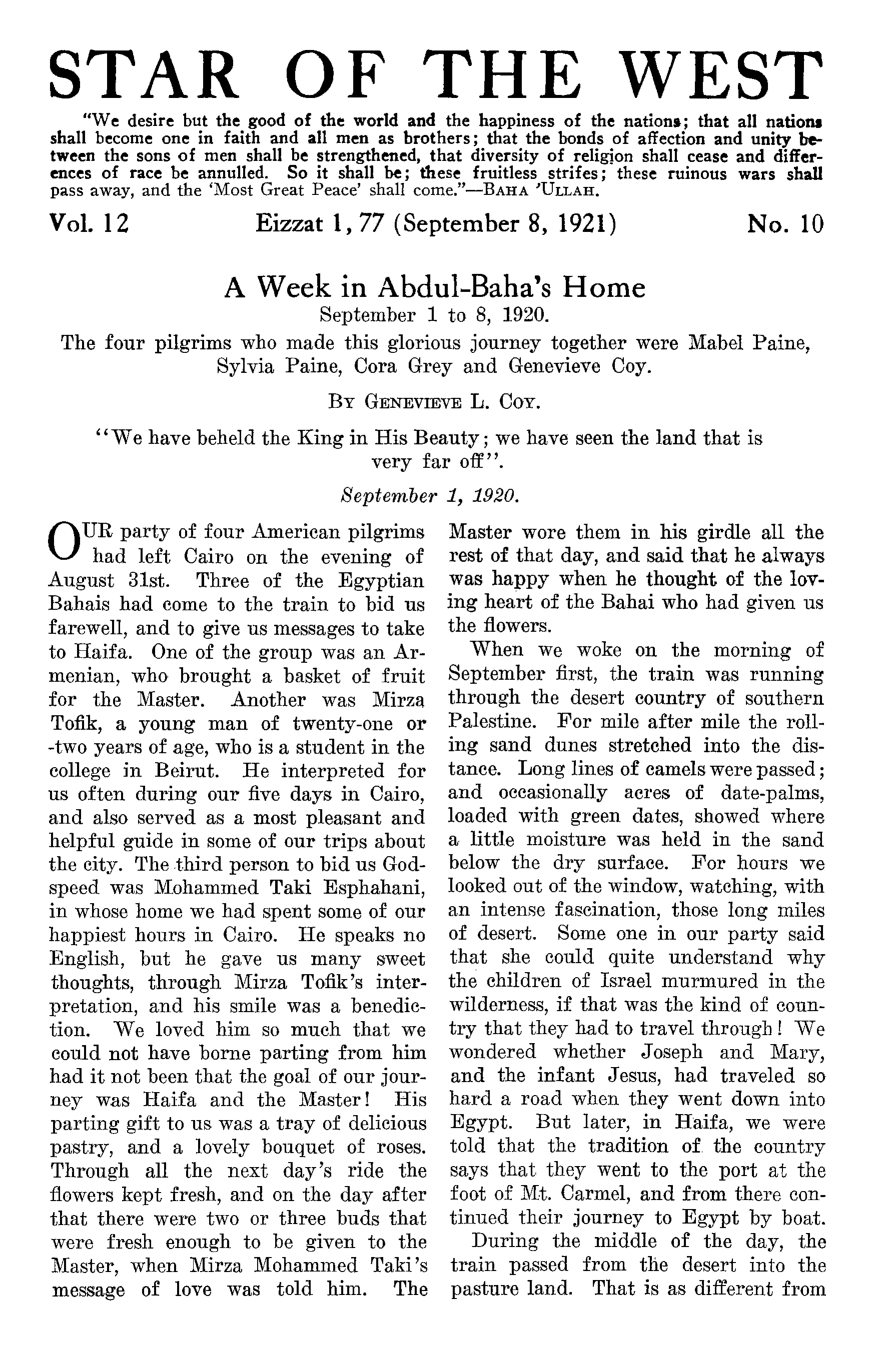 STAR OF THE WEST
"We desire but the good of the world and the happiness of the nations; that all nations
shall become one in faith and all men as brothers; that the bonds of affection and unity be-
tween the sons of men shall be strengthened, that diversity of religion shall cease and differ-
ences of race be annulled. So it shall be; these fruitless strifes; these ruinous wars shall
pass away, and the 'Most Great Peace' shall come."—BAHA 'ULLAH.
Vol. 12 Eizzat 1, 77 (September 8, 1921) No. 10
A Week in Abdul-Baha's Home
September 1 to 8, 1920.
The four pilgrims who made this glorious journey together were Mabel Paine,
Sylvia Paine, Cora Grey and Genevieve Coy.
BY GENEVIEVE L. COY.
"We have beheld the King in His Beauty; we have seen the land that is
very far off".
September 1, 1920.
OUR party of four American pilgrims
had left Cairo on the evening of
August 31st. Three of the Egyptian
Bahais had come to the train to bid us
farewell, and to give us messages to take
to Haifa. One of the group was an Ar-
menian, who brought a basket of fruit
for the Master. Another was Mirza
Tofik, a young man of twenty-one or
-two years of age, who is a student in the
college in Beirut. He interpreted for
us often during our five days in Cairo,
and also served as a most pleasant and
helpful guide in some of our trips about
the city. The third person to bid us God-
speed was Mohammed Taki Esphahani,
in whose home we had spent some of our
happiest hours in Cairo. He speaks no
English, but he gave us many sweet
thoughts, through Mirza Tofik's inter-
pretation, and his smile was a benedic-
tion. We loved him so much that we
could not have borne parting from him
had it not been that the goal of our jour-
ney was Haifa and the Master! His
parting gift to us was a tray of delicious
pastry, and a lovely bouquet of roses.
Through all the next day's ride the
flowers kept fresh, and on the day after
that there were two or three buds that
were fresh enough to be given to the
Master, when Mirza Mohammed Taki's
message of love was told him. The
Master wore them in his girdle all the
rest of that day, and said that he always
was happy when he thought of the lov-
ing heart of the Bahai who had given us
the flowers.
When we woke on the morning of
September first, the train was running
through the desert country of southern
Palestine. For mile after mile the roll-
ing sand dunes stretched into the dis-
tance. Long lines of camels were passed;
and occasionally acres of date-palms,
loaded with green dates, showed where
a little moisture was held in the sand
below the dry surface. For hours we
looked out of the window, watching, with
an intense fascination, those long miles
of desert. Some one in our party said
that she could quite understand why
the children of Israel murmured in the
wilderness, if that was the kind of coun-
try that they had to travel through! We
wondered whether Joseph and Mary,
and the infant Jesus, had traveled so
hard a road when they went down into
Egypt. But later, in Haifa, we were
told that the tradition of the country
says that they went to the port at the
foot of Mt. Carmel, and from there con-
tinued their journey to Egypt by boat.
During the middle of the day, the
train passed from the desert into the
pasture land. That is as different from